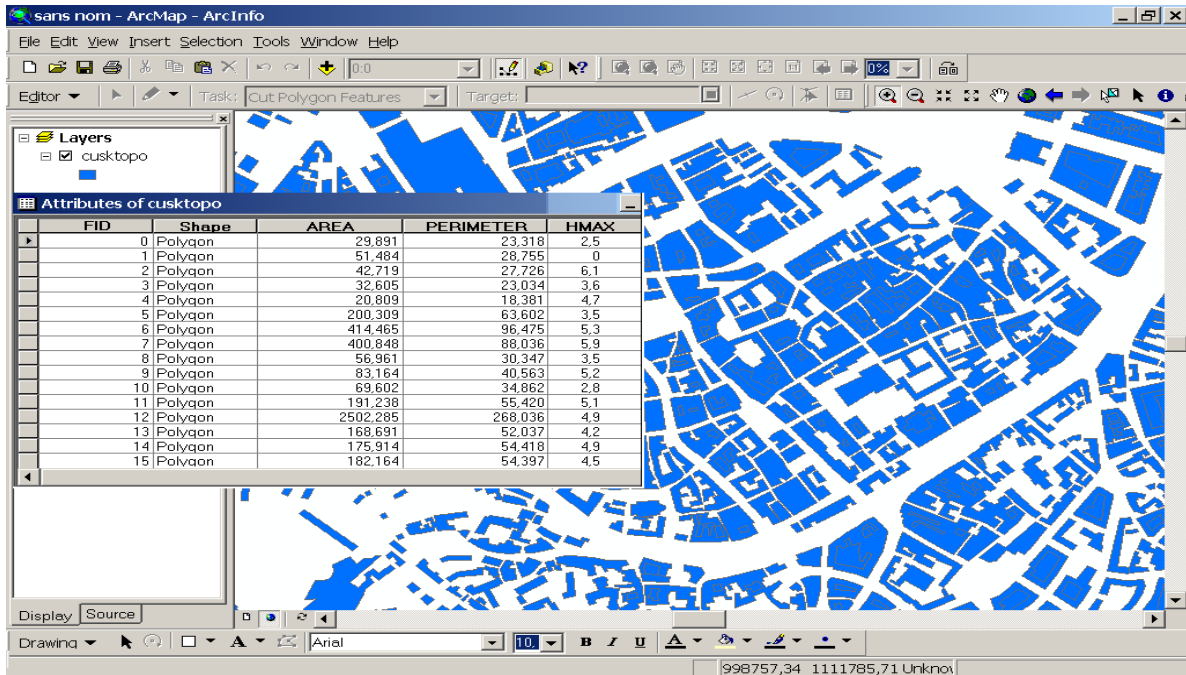 sans nom - ArcMap - ArcInfo
File Edit View Insert Selection Tools Window Help
0:0
0%
Editor Task: Cut Polygon Features Target:
Layers
cusktopo
Attributes of cusktopo
FID Shape AREA PERIMETER HMAX
0 Polygon 29,891 23,318 2,5
1 Polygon 51,484 28,755 0
2 Polygon 42,719 27,726 6,1
3 Polygon 32,605 23,034 3,6
4 Polygon 20,809 18,381 4,7
5 Polygon 200,309 63,602 3,5
6 Polygon 414,465 96,475 5,3
7 Polygon 400,848 88,036 5,9
8 Polygon 56,961 30,347 3,5
9 Polygon 83,164 40,563 5,2
10 Polygon 69,602 34,862 2,8
11 Polygon 191,238 55,420 5,1
12 Polygon 2502,285 268,036 4,9
13 Polygon 168,691 52,037 4,2
14 Polygon 175,914 54,418 4,9
15 Polygon 182,164 54,397 4,5
Display Source
Drawing A Arial 10, B I U A
998757,34 1111785,71 Unknov